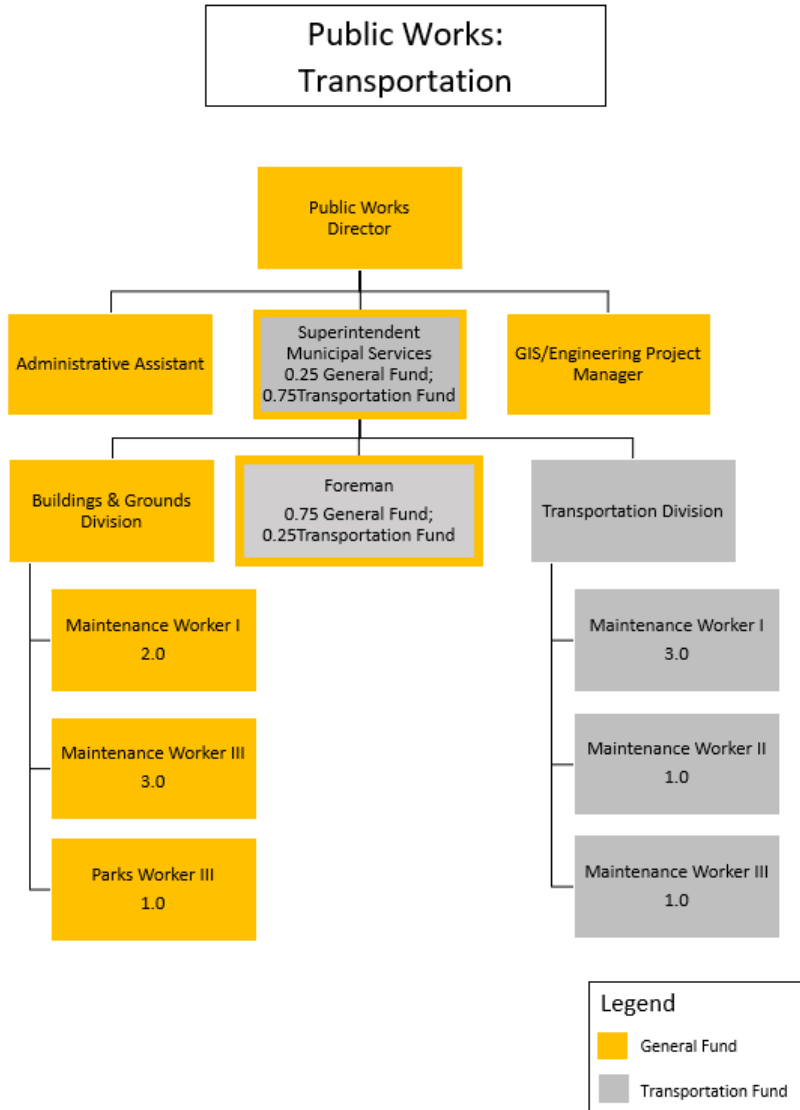 Public Works:
Transportation
Public Works
Director
Administrative Assistant
Superintendent
Municipal Services
0.25 General Fund;
0.75Transportation Fund
GIS/Engineering Project
Manager
Buildings & Grounds
Division
Foreman
0.75 General Fund;
0.25Transportation Fund
Transportation Division
Maintenance Worker I
2.0
Maintenance Worker III
3.0
Parks Worker III
1.0
Maintenance Worker I
3.0
Maintenance Worker II
1.0
Maintenance Worker III
1.0
Legend
General Fund
Transportation Fund